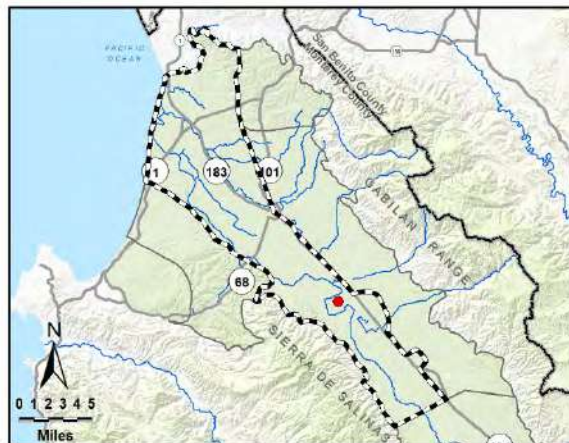 PACIFIC
OCEAN
1
San Benito County
Monterey County
1
183
101
GABILAN RANGE
68
SIERRA DE SALINAS
N
0 1 2 3 4 5
Miles